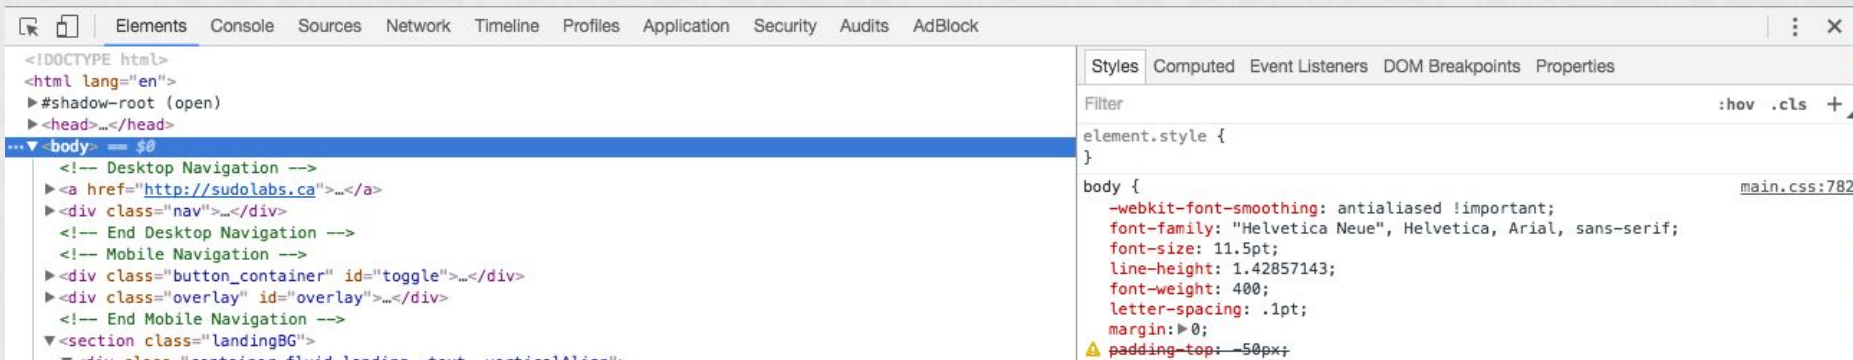 Elements Console Sources Network Timeline Profiles Application Security Audits AdBlock
<!DOCTYPE html>
<html lang="en">
▶#shadow-root (open)
▶<head>…</head>
…▼<body> == $0
<!-- Desktop Navigation -->
▶<a href="http://sudolabs.ca">…</a>
▶<div class="nav">…</div>
<!-- End Desktop Navigation -->
<!-- Mobile Navigation -->
▶<div class="button_container" id="toggle">…</div>
▶<div class="overlay" id="overlay">…</div>
<!-- End Mobile Navigation -->
▼<section class="landingBG">
Styles Computed Event Listeners DOM Breakpoints Properties
Filter :hov .cls +
element.style {
}
body { main.css:782
-webkit-font-smoothing: antialiased !important;
font-family: "Helvetica Neue", Helvetica, Arial, sans-serif;
font-size: 11.5pt;
line-height: 1.42857143;
font-weight: 400;
letter-spacing: .1pt;
margin:▶0;
padding-top: -50px;